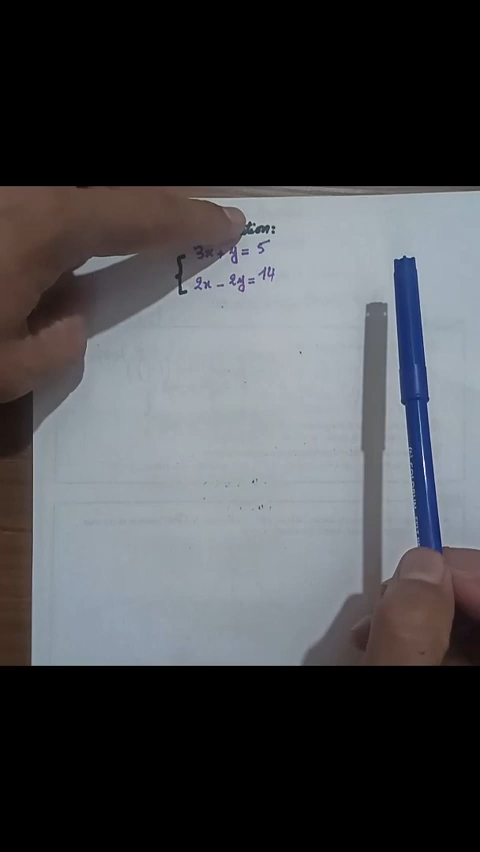 3x + y = 5
2x - 2y = 14